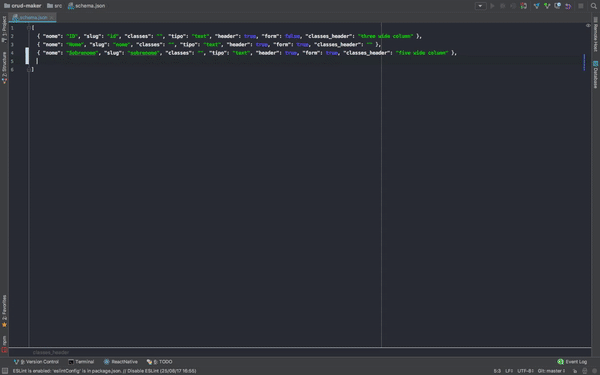 crud-maker src .schema.json
.schema.json
1: Project
2: Structure
2: Favorites
npm
Remote Host
Database
1 [
2 { "nome": "ID", "slug": "id", "classes": "", "tipo": "text", "header": true, "form": false, "classes_header": "three wide column" },
3 { "nome": "Nome", "slug": "nome", "classes": "", "tipo": "text", "header": true, "form": true, "classes_header": "" },
4 { "nome": "Sobrenome", "slug": "sobrenome", "classes": "", "tipo": "text", "header": true, "form": true, "classes_header": "five wide column" },
5
6 ]
classes_header
9: Version Control Terminal ReactNative TODO Event Log
ESLint is enabled: 'eslintConfig' is in package.json. // Disable ESLint (25/08/17 16:55) 5:3 LF÷ UTF-8÷ Git: master